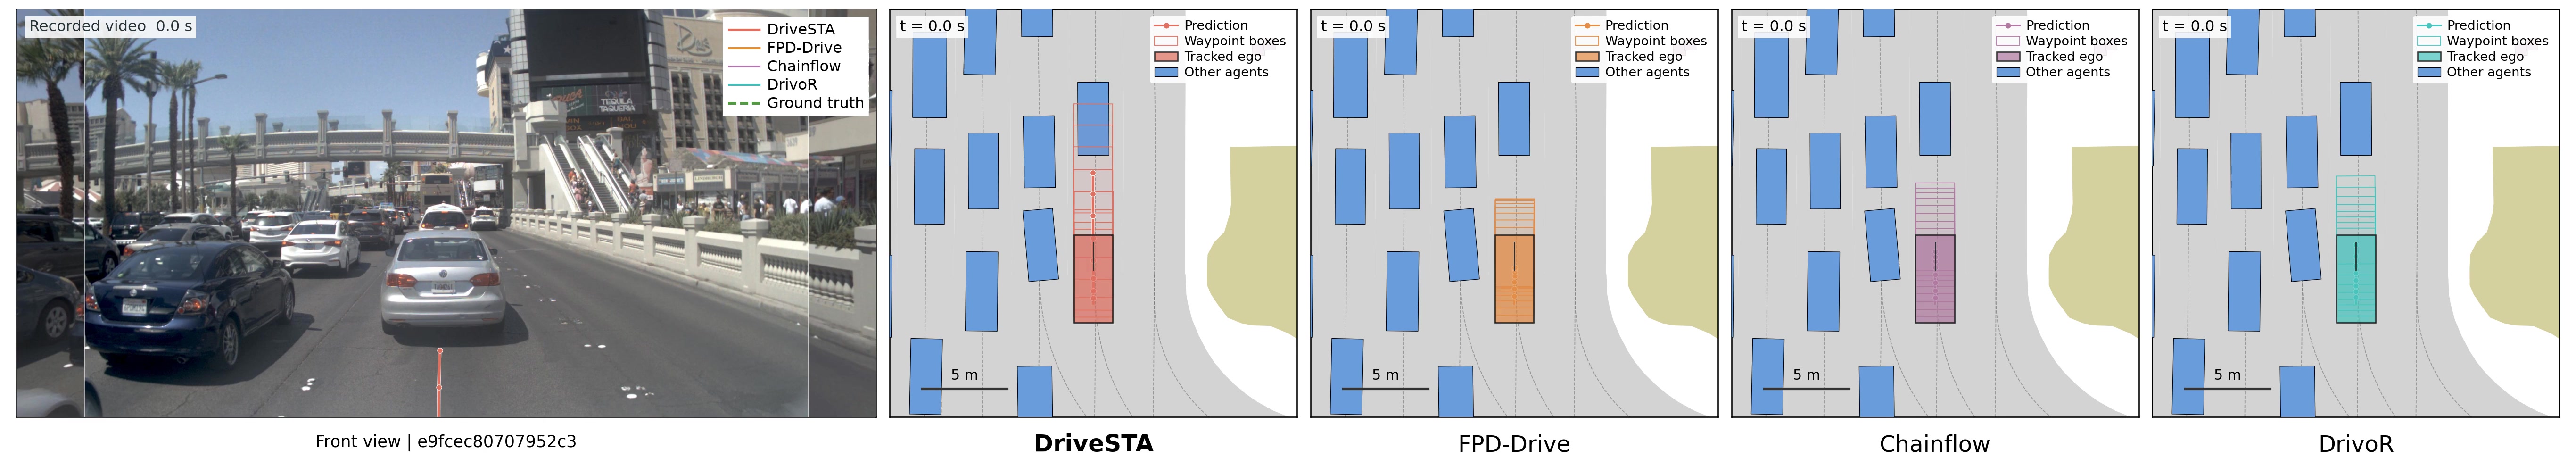 Recorded video 0.0 s
DriveSTA
FPD-Drive
Chainflow
DrivoR
Ground truth
TEQUILA
TAQUERIA
Front view | e9fcec80707952c3
t = 0.0 s
Prediction
Waypoint boxes
Tracked ego
Other agents
5 m
DriveSTA
t = 0.0 s
Prediction
Waypoint boxes
Tracked ego
Other agents
5 m
FPD-Drive
t = 0.0 s
Prediction
Waypoint boxes
Tracked ego
Other agents
5 m
Chainflow
t = 0.0 s
Prediction
Waypoint boxes
Tracked ego
Other agents
5 m
DrivoR